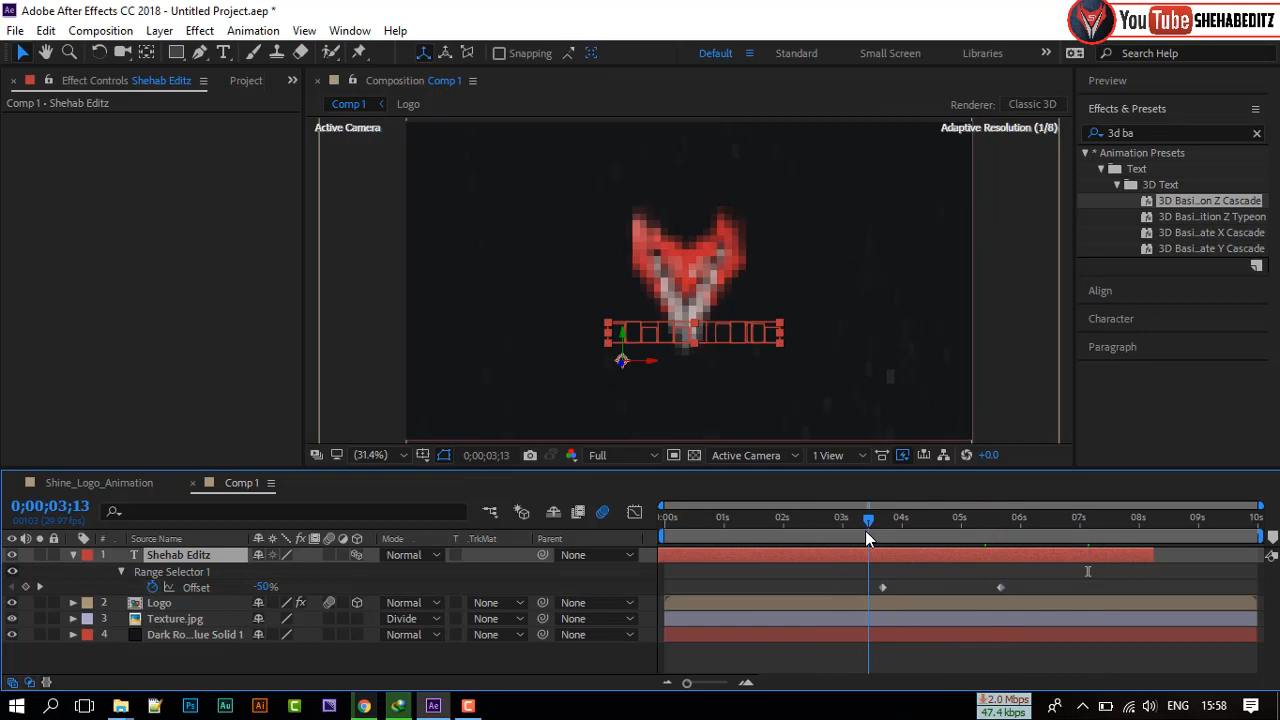 Adobe After Effects CC 2018 - Untitled Project.aep *
YouTube SHEHABEDITZ
File Edit Composition Layer Effect Animation View Window Help
Snapping Default Standard Small Screen Libraries Search Help
Effect Controls Shehab Editz Project Composition Comp 1 Preview
Comp 1 • Shehab Editz Comp 1 Logo Renderer: Classic 3D Effects & Presets
Active Camera Adaptive Resolution (1/8) 3d ba
* Animation Presets
Text
3D Text
3D Basi...on Z Cascade
3D Basi...ition Z Typeon
3D Basi...ate X Cascade
3D Basi...ate Y Cascade
Align
Character
Paragraph
(31.4%) 0;00;03;13 Full Active Camera 1 View +0.0
Shine_Logo_Animation Comp 1
0;00;03;13
00103 (29.97 fps)
:00s 01s 02s 03s 04s 05s 06s 07s 08s 09s 10s
# Source Name Mode T .TrkMat Parent
1 T Shehab Editz Normal None
Range Selector 1
Offset -50%
2 Logo Normal None None
3 Texture.jpg Divide None None
4 Dark Ro...lue Solid 1 Normal None None
2.0 Mbps
47.4 kbps
ENG 15:58